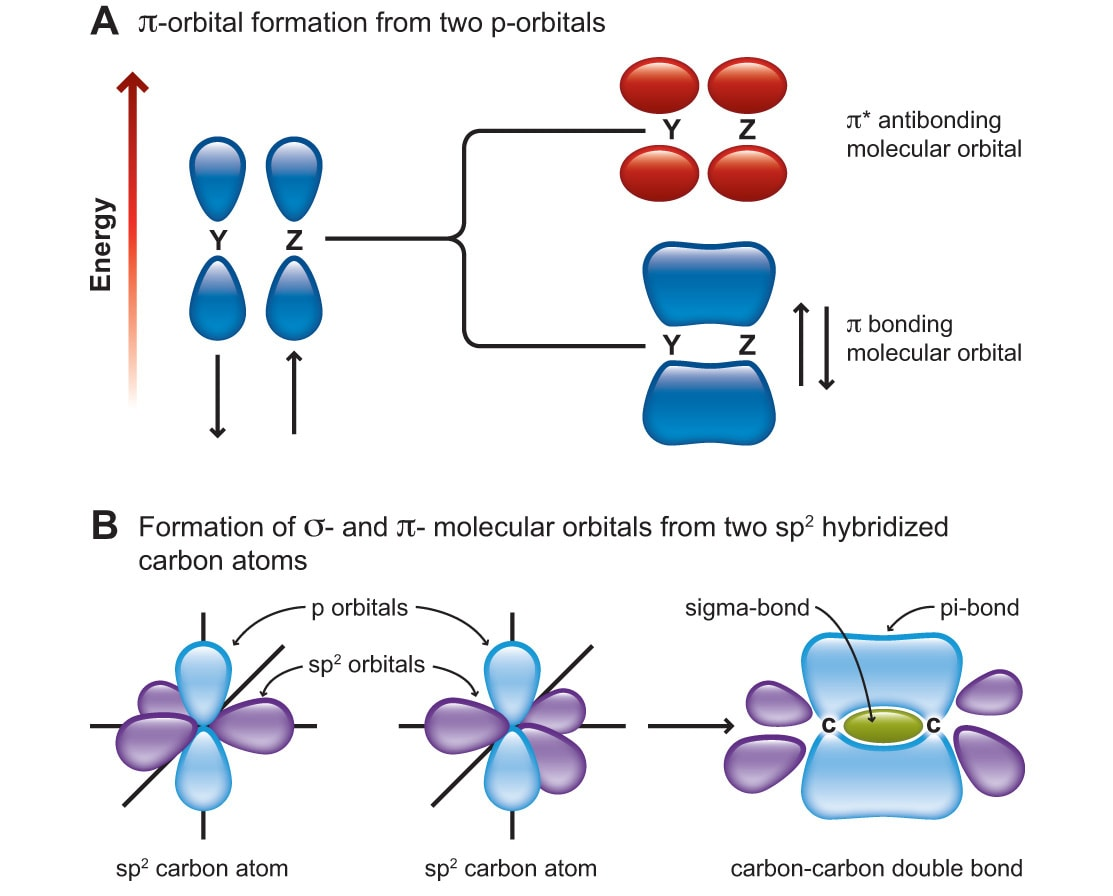 A π-orbital formation from two p-orbitals
Energy
Y Z
Y Z
π* antibonding
molecular orbital
Y Z
π bonding
molecular orbital
B Formation of σ- and π- molecular orbitals from two sp² hybridized
carbon atoms
p orbitals
sp² orbitals
sigma-bond
pi-bond
C C
sp² carbon atom
sp² carbon atom
carbon-carbon double bond